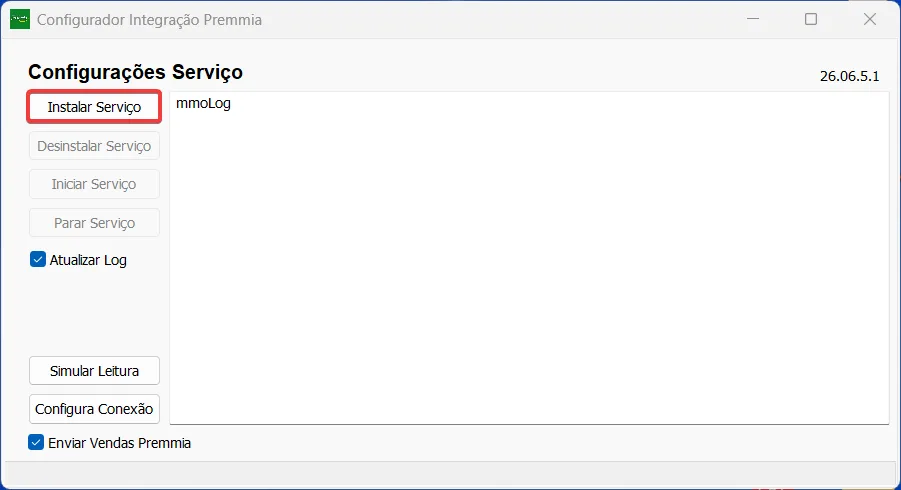 Configurador Integração Premmia
Configurações Serviço
26.06.5.1
Instalar Serviço
mmoLog
Desinstalar Serviço
Iniciar Serviço
Parar Serviço
Atualizar Log
Simular Leitura
Configura Conexão
Enviar Vendas Premmia